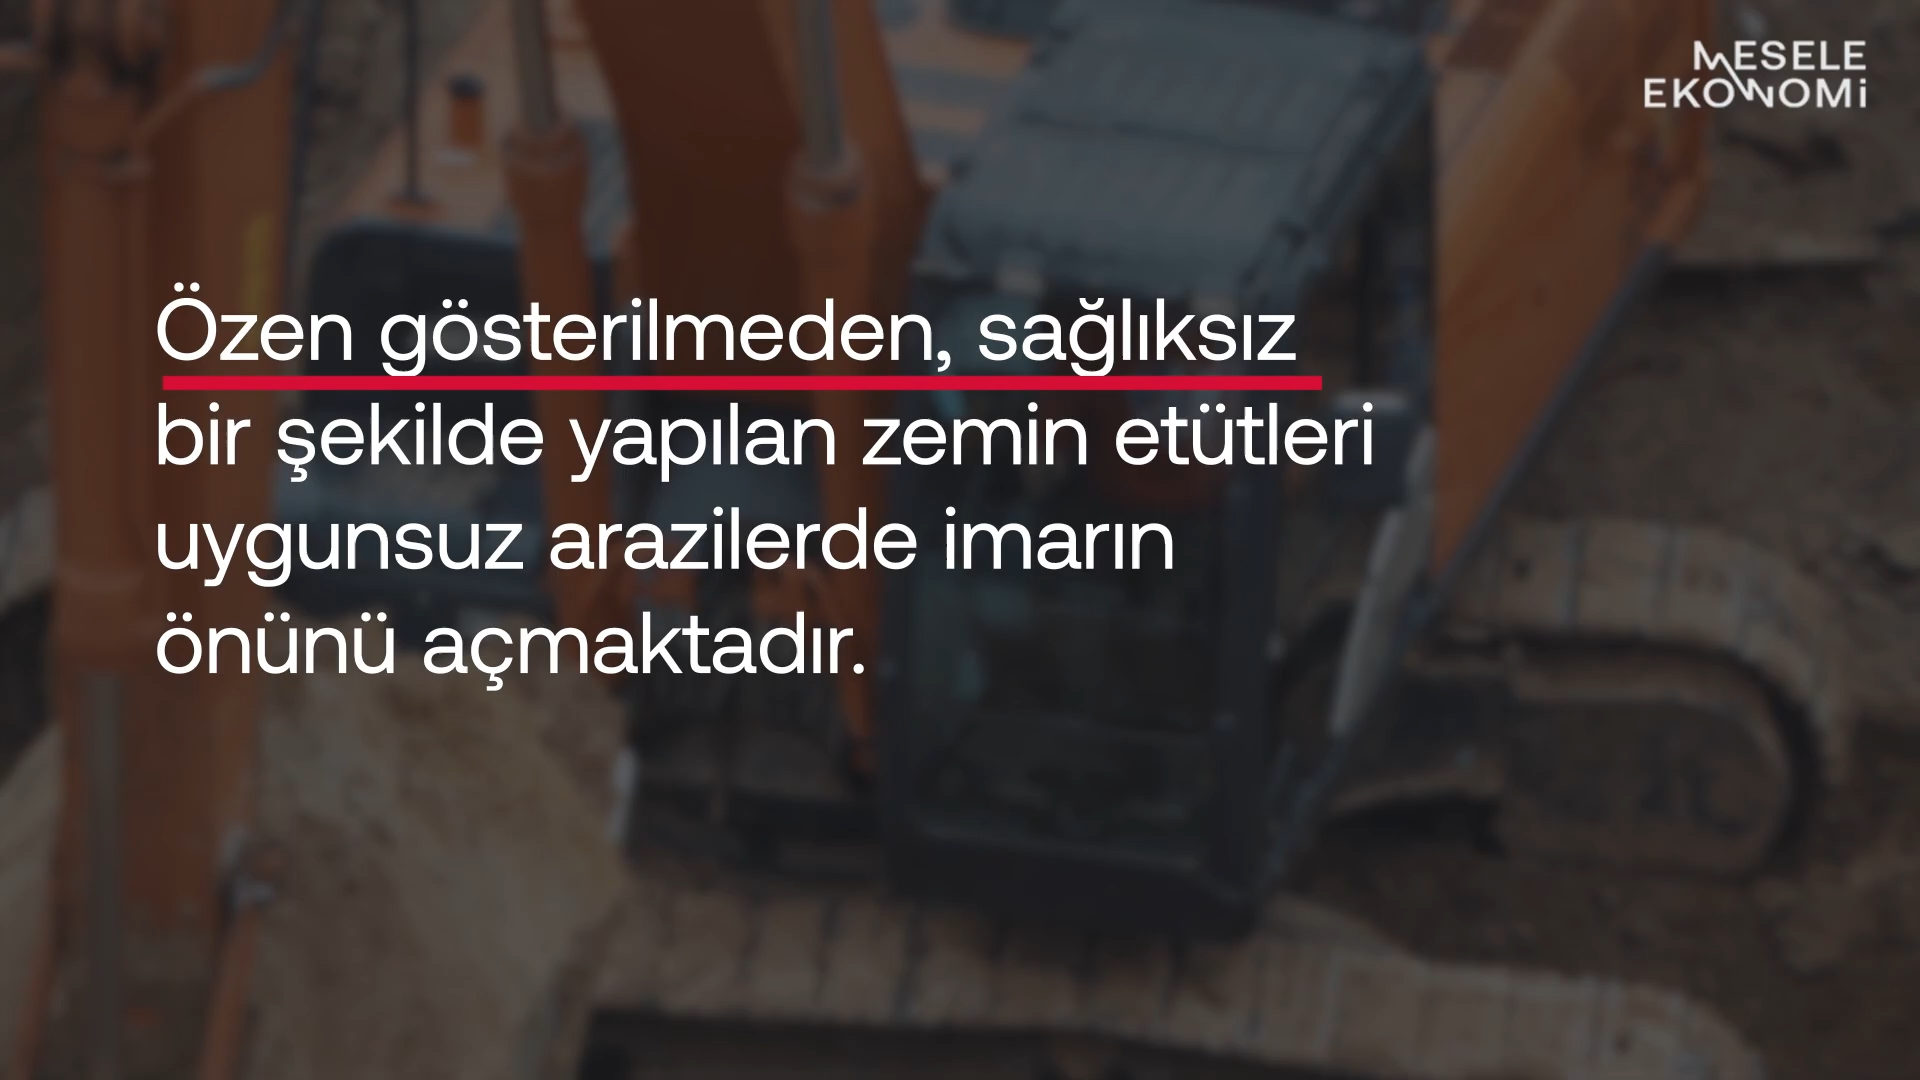 MESELE
EKONOMİ
Özen gösterilmeden, sağlıksız
bir şekilde yapılan zemin etütleri
uygunsuz arazilerde imarın
önünü açmaktadır.